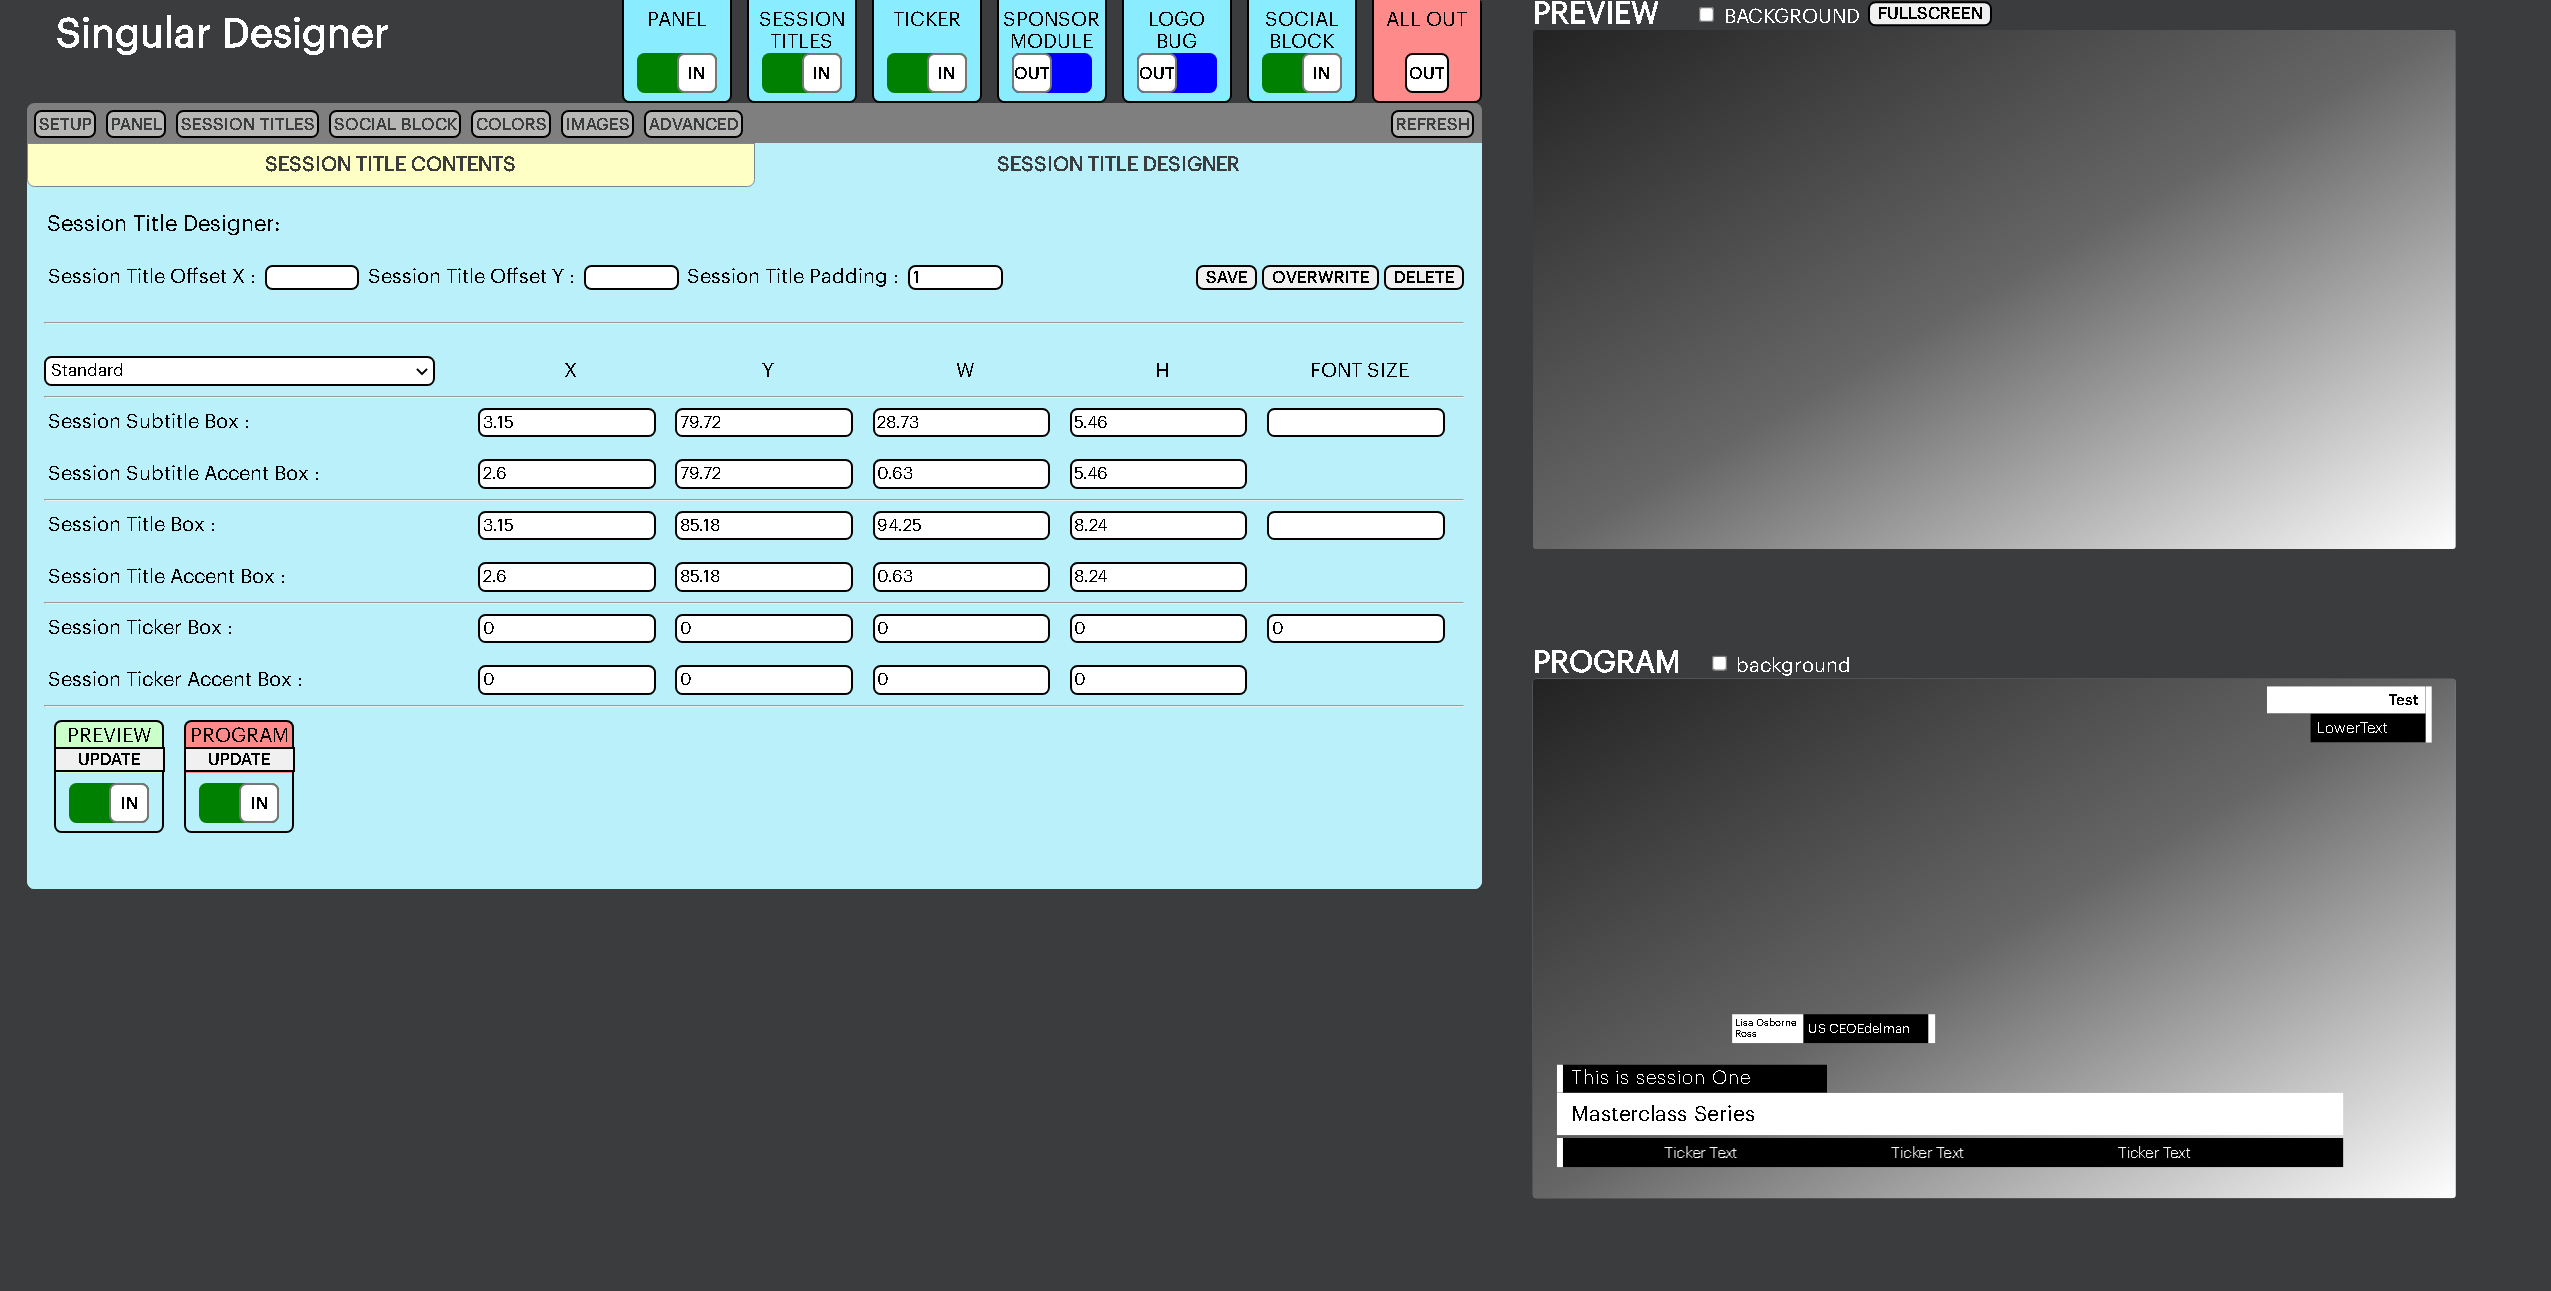 Singular Designer
PANEL
IN
SESSION
TITLES
IN
TICKER
IN
SPONSOR
MODULE
OUT
LOGO
BUG
OUT
SOCIAL
BLOCK
IN
ALL OUT
OUT
SETUP PANEL SESSION TITLES SOCIAL BLOCK COLORS IMAGES ADVANCED REFRESH
SESSION TITLE CONTENTS SESSION TITLE DESIGNER
Session Title Designer:
Session Title Offset X : Session Title Offset Y : Session Title Padding : 1 SAVE OVERWRITE DELETE
Standard X Y W H FONT SIZE
Session Subtitle Box : 3.15 79.72 28.73 5.46
Session Subtitle Accent Box : 2.6 79.72 0.63 5.46
Session Title Box : 3.15 85.18 94.25 8.24
Session Title Accent Box : 2.6 85.18 0.63 8.24
Session Ticker Box : 0 0 0 0 0
Session Ticker Accent Box : 0 0 0 0
PREVIEW
UPDATE
IN
PROGRAM
UPDATE
IN
PREVIEW BACKGROUND FULLSCREEN
PROGRAM background
Test
LowerText
Lisa Osborne
Ross
US CEOEdelman
This is session One
Masterclass Series
Ticker Text Ticker Text Ticker Text